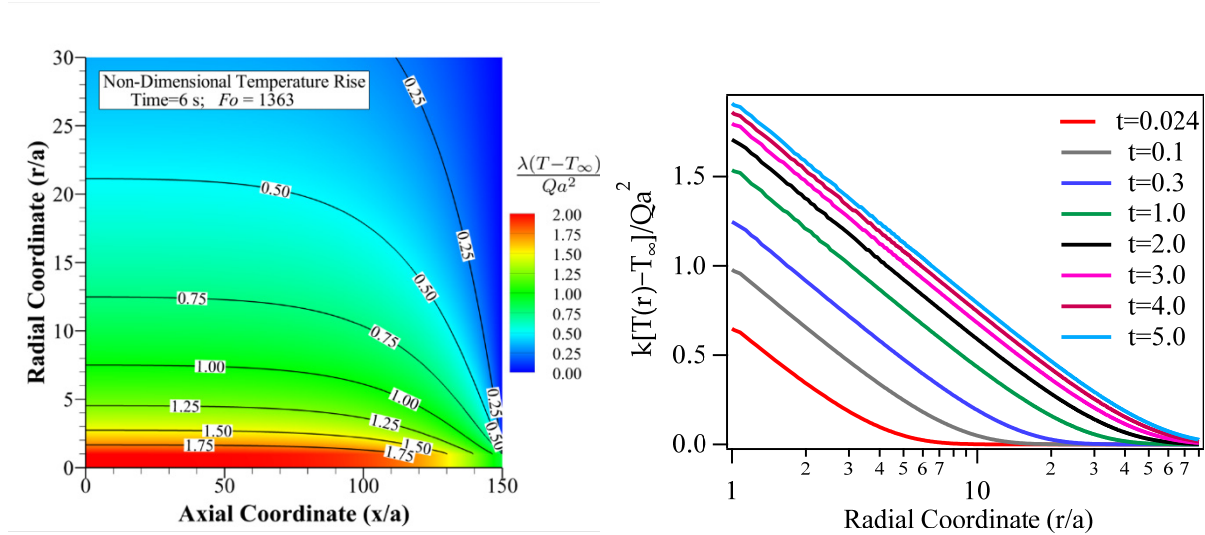 Non-Dimensional Temperature Rise
Time=6 s; Fo = 1363
Radial Coordinate (r/a)
30
25
20
15
10
5
0
0 50 100 150
Axial Coordinate (x/a)
0.25
0.50
0.25
0.50
0.75
0.75
1.00
1.00
0.25
1.25
1.25
0.50
1.50
1.50
1.75
1.75
λ(T−T∞)
Qa²
2.00
1.75
1.50
1.25
1.00
0.75
0.50
0.25
0.00
k[T(r)−T∞]/Qa²
1.5
1.0
0.5
0.0
t=0.024
t=0.1
t=0.3
t=1.0
t=2.0
t=3.0
t=4.0
t=5.0
2 3 4 5 6 7 2 3 4 5 6 7
1 10
Radial Coordinate (r/a)